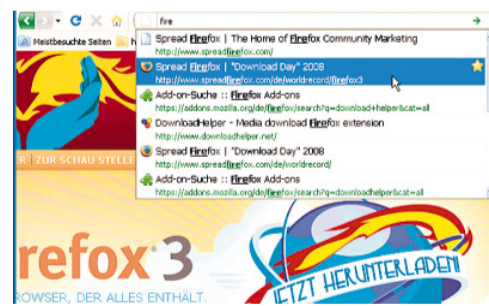 fire
Meistbesuchte Seiten
Spread Firefox | The Home of Firefox Community Marketing
http://www.spreadfirefox.com/
Spread Firefox | "Download Day" 2008
http://www.spreadfirefox.com/de/worldrecord/firefox3
Add-on-Suche :: Firefox Add-ons
https://addons.mozilla.org/de/firefox/search?q=download+helper&cat=all
DownloadHelper - Media download Firefox extension
http://www.downloadhelper.net/
Spread Firefox | "Download Day" 2008
http://www.spreadfirefox.com/de/worldrecord/
Add-on-Suche :: Firefox Add-ons
https://addons.mozilla.org/de/firefox/search?q=downloadhelper&cat=all
ER | ZUR SCHAU STELLE
refox 3
ROWSER, DER ALLES ENTHÄLT.
JETZT HERUNTERLADEN!